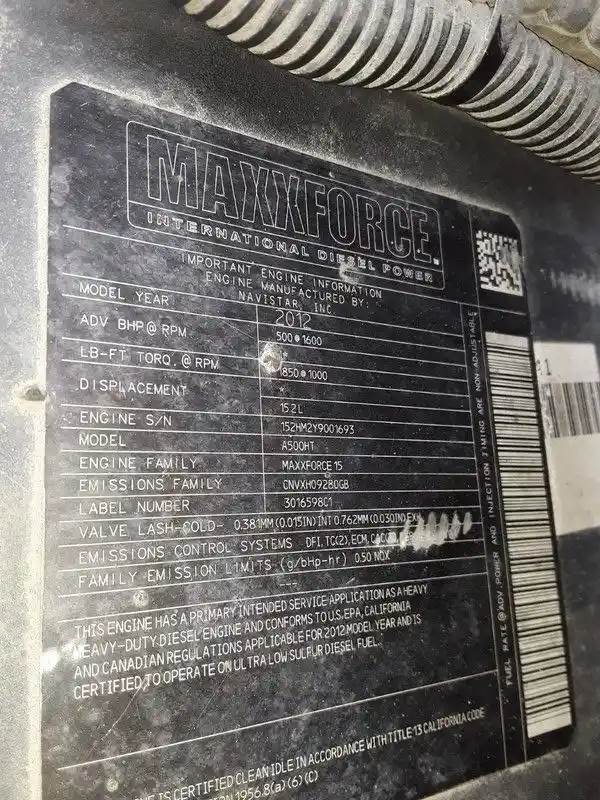 MAXXFORCE
INTERNATIONAL DIESEL POWER
IMPORTANT ENGINE INFORMATION
ENGINE MANUFACTURED BY:
NAVISTAR, INC.
MODEL YEAR 2012
ADV BHP@ RPM 500@1600
*
LB-FT TORQ.@ RPM 850@1000
*
DISPLACEMENT 15.2L
ENGINE S/N 152HM2Y9001693
MODEL A500HT
ENGINE FAMILY MAXXFORCE 15
EMISSIONS FAMILY CNVXH0928DGB
LABEL NUMBER 3016598C1
VALVE LASH-COLD- 0.381MM(0.015IN)INT 0.762MM(0.030IN)EXH
EMISSIONS CONTROL SYSTEMS DFI,TC(2),ECM,
FAMILY EMISSION LIMITS (g/bHp-hr) 0.50 NOX
---
THIS ENGINE HAS A PRIMARY INTENDED SERVICE APPLICATION AS A HEAVY
HEAVY-DUTY DIESEL ENGINE AND CONFORMS TO U.S.EPA, CALIFORNIA
AND CANADIAN REGULATIONS APPLICABLE FOR 2012 MODEL YEAR AND IS
CERTIFIED TO OPERATE ON ULTRA LOW SULFUR DIESEL FUEL.
IS CERTIFIED CLEAN IDLE IN ACCORDANCE WITH TITLE 13 CALIFORNIA CODE
1956.8(a)(6)(C)
FUEL RATE @ ADV. POWER AND INJECTION TIMING ARE NON-ADJUSTABLE